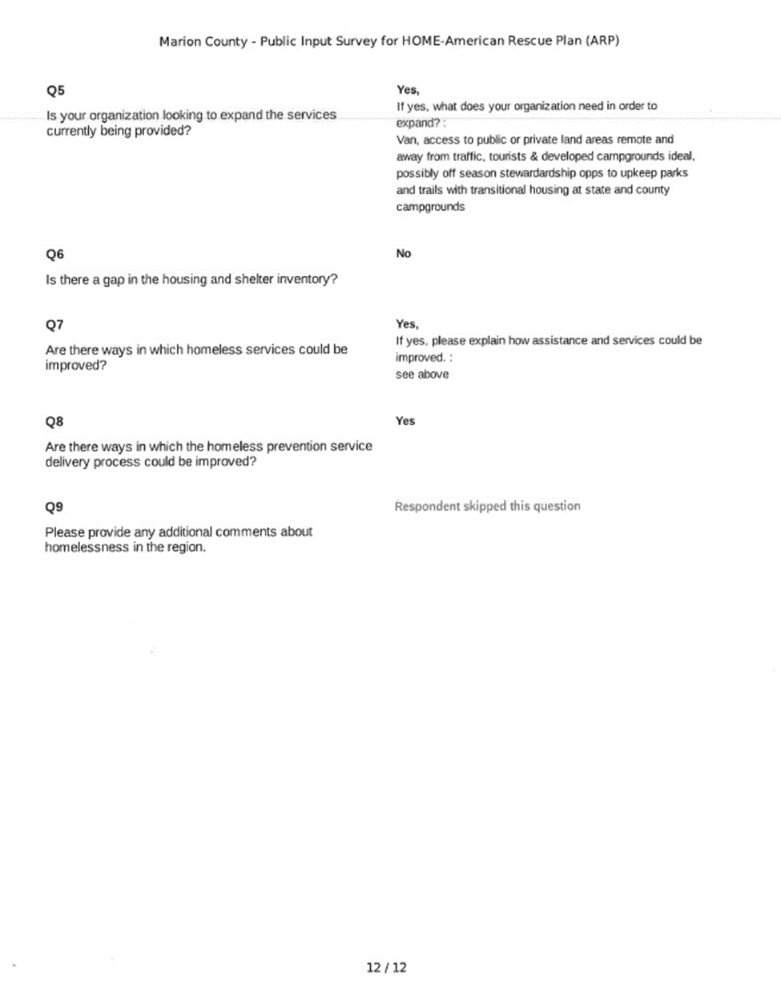 Marion County - Public Input Survey for HOME-American Rescue Plan (ARP)
Q5
Is your organization looking to expand the services
currently being provided?
Yes,
If yes, what does your organization need in order to
expand? :
Van, access to public or private land areas remote and
away from traffic, tourists & developed campgrounds ideal,
possibly off season stewardardship opps to upkeep parks
and trails with transitional housing at state and county
campgrounds
Q6
Is there a gap in the housing and shelter inventory?
No
Q7
Are there ways in which homeless services could be
improved?
Yes,
If yes, please explain how assistance and services could be
improved. :
see above
Q8
Are there ways in which the homeless prevention service
delivery process could be improved?
Yes
Q9
Please provide any additional comments about
homelessness in the region.
Respondent skipped this question
12 / 12